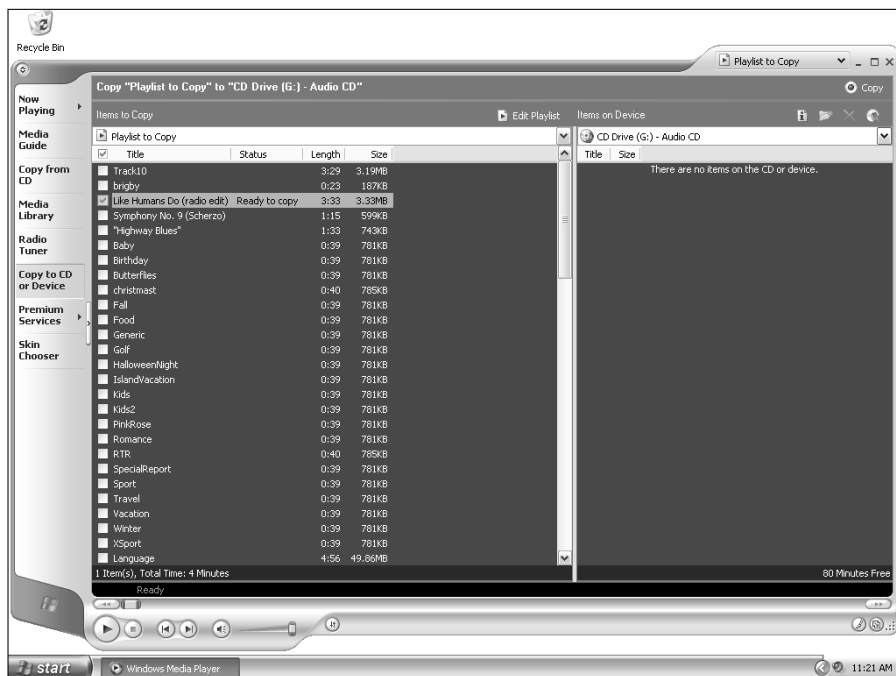 Recycle Bin
Playlist to Copy
Copy "Playlist to Copy" to "CD Drive (G:) - Audio CD"
Copy
Now Playing
Media Guide
Copy from CD
Media Library
Radio Tuner
Copy to CD or Device
Premium Services
Skin Chooser
Items to Copy
Edit Playlist
Items on Device
Playlist to Copy
CD Drive (G:) - Audio CD
Title Status Length Size
Title Size
There are no items on the CD or device.
Track10 3:29 3.19MB
brigby 0:23 187KB
Like Humans Do (radio edit) Ready to copy 3:33 3.33MB
Symphony No. 9 (Scherzo) 1:15 599KB
"Highway Blues" 1:33 743KB
Baby 0:39 781KB
Birthday 0:39 781KB
Butterflies 0:39 781KB
christmast 0:40 785KB
Fall 0:39 781KB
Food 0:39 781KB
Generic 0:39 781KB
Golf 0:39 781KB
HalloweenNight 0:39 781KB
IslandVacation 0:39 781KB
Kids 0:39 781KB
Kids2 0:39 781KB
PinkRose 0:39 781KB
Romance 0:39 781KB
RTR 0:40 785KB
SpecialReport 0:39 781KB
Sport 0:39 781KB
Travel 0:39 781KB
Vacation 0:39 781KB
Winter 0:39 781KB
XSport 0:39 781KB
Language 4:56 49.86MB
1 Item(s), Total Time: 4 Minutes
80 Minutes Free
Ready
start
Windows Media Player
11:21 AM